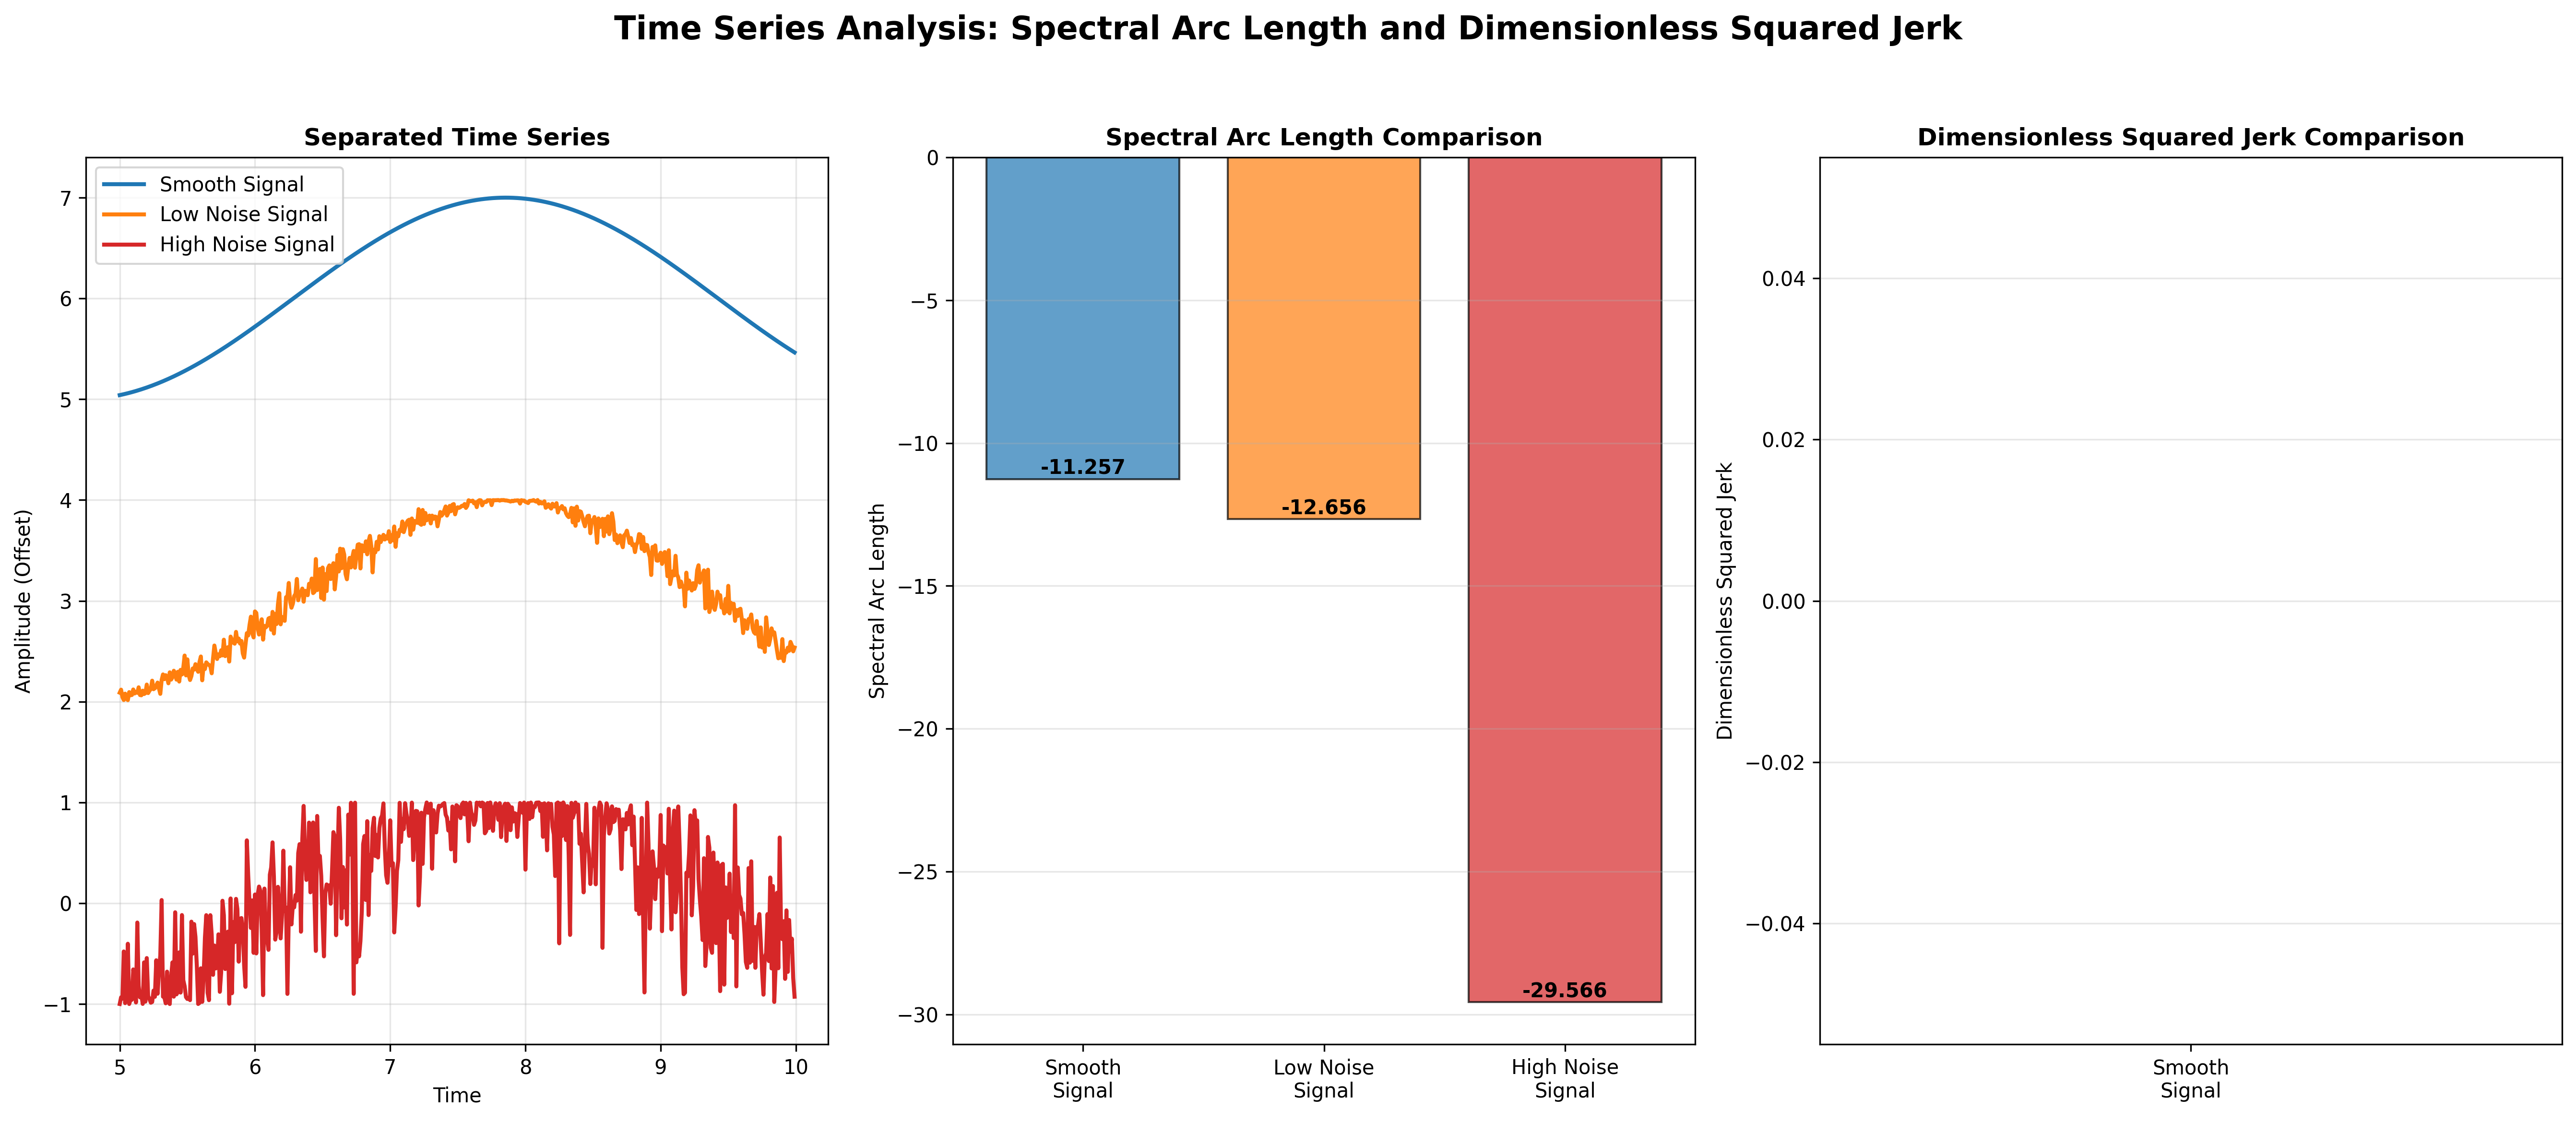 Time Series Analysis: Spectral Arc Length and Dimensionless Squared Jerk
Separated Time Series
Smooth Signal
Low Noise Signal
High Noise Signal
7
6
5
4
3
2
1
0
−1
Amplitude (Offset)
5 6 7 8 9 10
Time
Spectral Arc Length Comparison
0
−5
−10
−15
−20
−25
−30
Spectral Arc Length
-11.257
-12.656
-29.566
Smooth
Signal
Low Noise
Signal
High Noise
Signal
Dimensionless Squared Jerk Comparison
0.04
0.02
0.00
−0.02
−0.04
Dimensionless Squared Jerk
Smooth
Signal